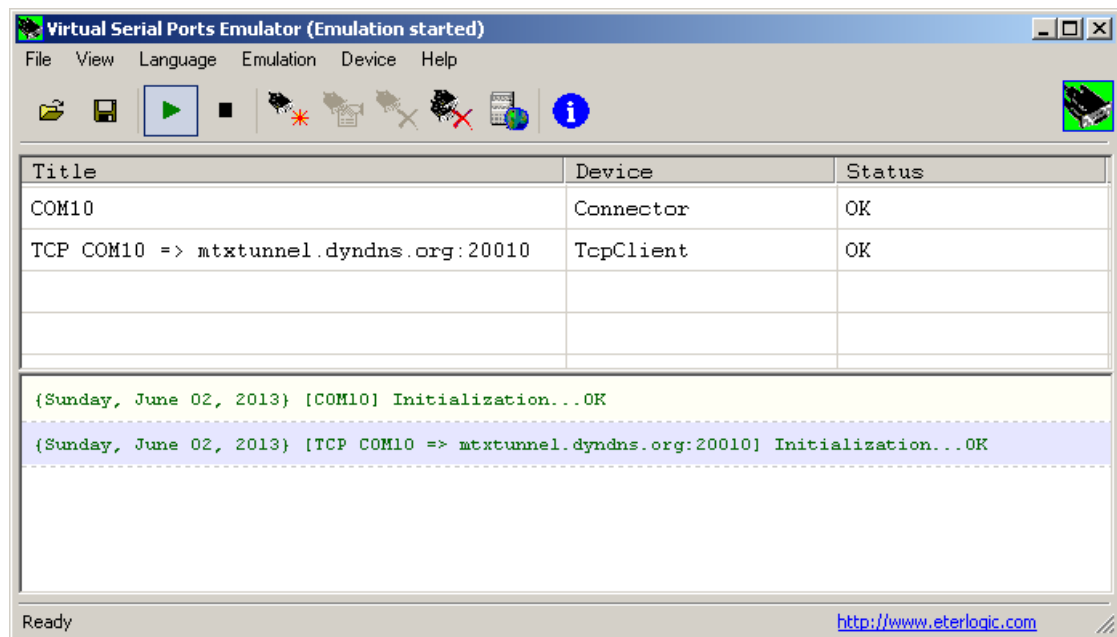 Virtual Serial Ports Emulator (Emulation started)
File View Language Emulation Device Help
Title Device Status
COM10 Connector OK
TCP COM10 => mtxtunnel.dyndns.org:20010 TcpClient OK
{Sunday, June 02, 2013} [COM10] Initialization...OK
{Sunday, June 02, 2013} [TCP COM10 => mtxtunnel.dyndns.org:20010] Initialization...OK
Ready http://www.eterlogic.com